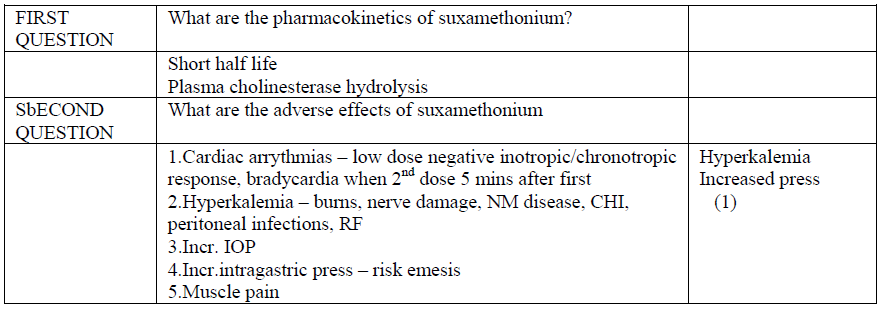 FIRST QUESTION
What are the pharmacokinetics of suxamethonium?
Short half life
Plasma cholinesterase hydrolysis
SbECOND QUESTION
What are the adverse effects of suxamethonium
1.Cardiac arrythmias – low dose negative inotropic/chronotropic
response, bradycardia when 2nd dose 5 mins after first
2.Hyperkalemia – burns, nerve damage, NM disease, CHI,
peritoneal infections, RF
3.Incr. IOP
4.Incr.intragastric press – risk emesis
5.Muscle pain
Hyperkalemia
Increased press
(1)